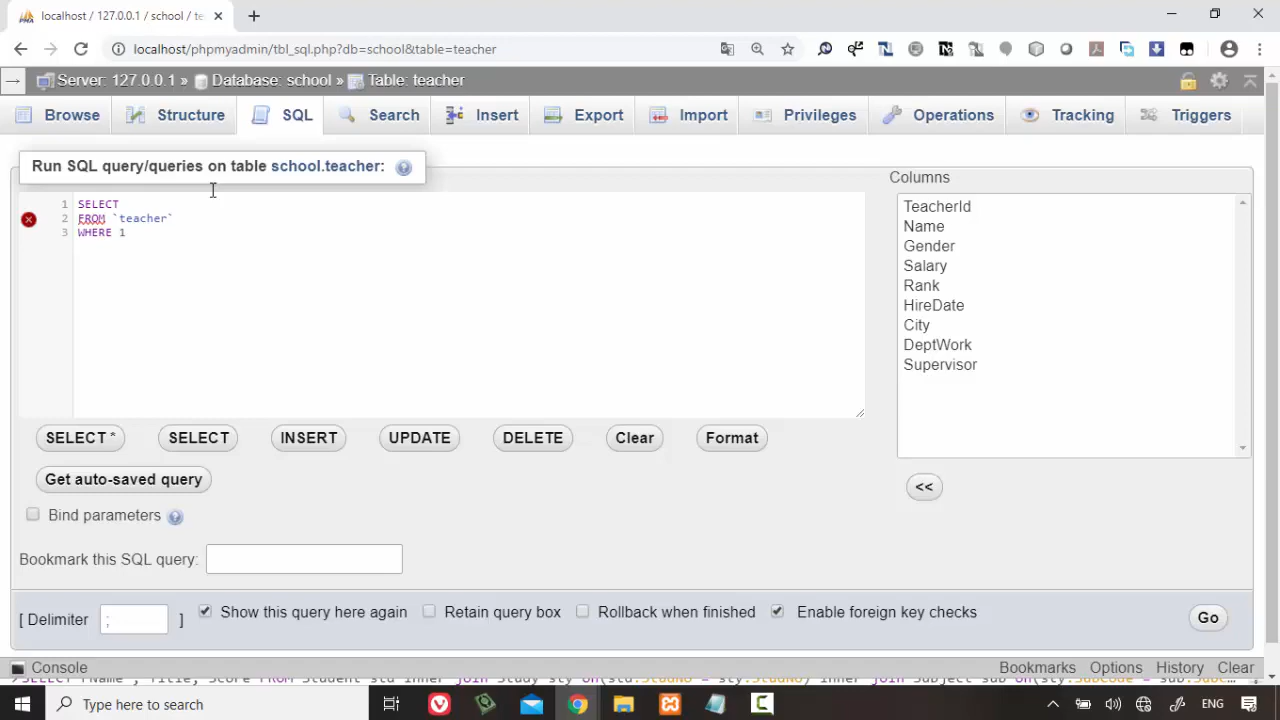 localhost / 127.0.0.1 / school / te
localhost/phpmyadmin/tbl_sql.php?db=school&table=teacher
Server: 127.0.0.1 » Database: school » Table: teacher
Browse Structure SQL Search Insert Export Import Privileges Operations Tracking Triggers
Run SQL query/queries on table school.teacher:
Columns
1 SELECT
2 FROM `teacher`
3 WHERE 1
TeacherId
Name
Gender
Salary
Rank
HireDate
City
DeptWork
Supervisor
SELECT * SELECT INSERT UPDATE DELETE Clear Format
<<
Get auto-saved query
Bind parameters
Bookmark this SQL query:
[ Delimiter ; ] Show this query here again Retain query box Rollback when finished Enable foreign key checks Go
Console Bookmarks Options History Clear
Type here to search
ENG